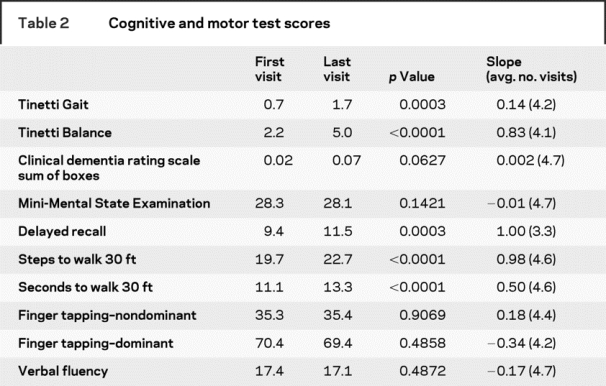 Table 2 Cognitive and motor test scores
First visit Last visit p Value Slope (avg. no. visits)
Tinetti Gait 0.7 1.7 0.0003 0.14 (4.2)
Tinetti Balance 2.2 5.0 <0.0001 0.83 (4.1)
Clinical dementia rating scale sum of boxes 0.02 0.07 0.0627 0.002 (4.7)
Mini-Mental State Examination 28.3 28.1 0.1421 −0.01 (4.7)
Delayed recall 9.4 11.5 0.0003 1.00 (3.3)
Steps to walk 30 ft 19.7 22.7 <0.0001 0.98 (4.6)
Seconds to walk 30 ft 11.1 13.3 <0.0001 0.50 (4.6)
Finger tapping–nondominant 35.3 35.4 0.9069 0.18 (4.4)
Finger tapping–dominant 70.4 69.4 0.4858 −0.34 (4.2)
Verbal fluency 17.4 17.1 0.4872 −0.17 (4.7)